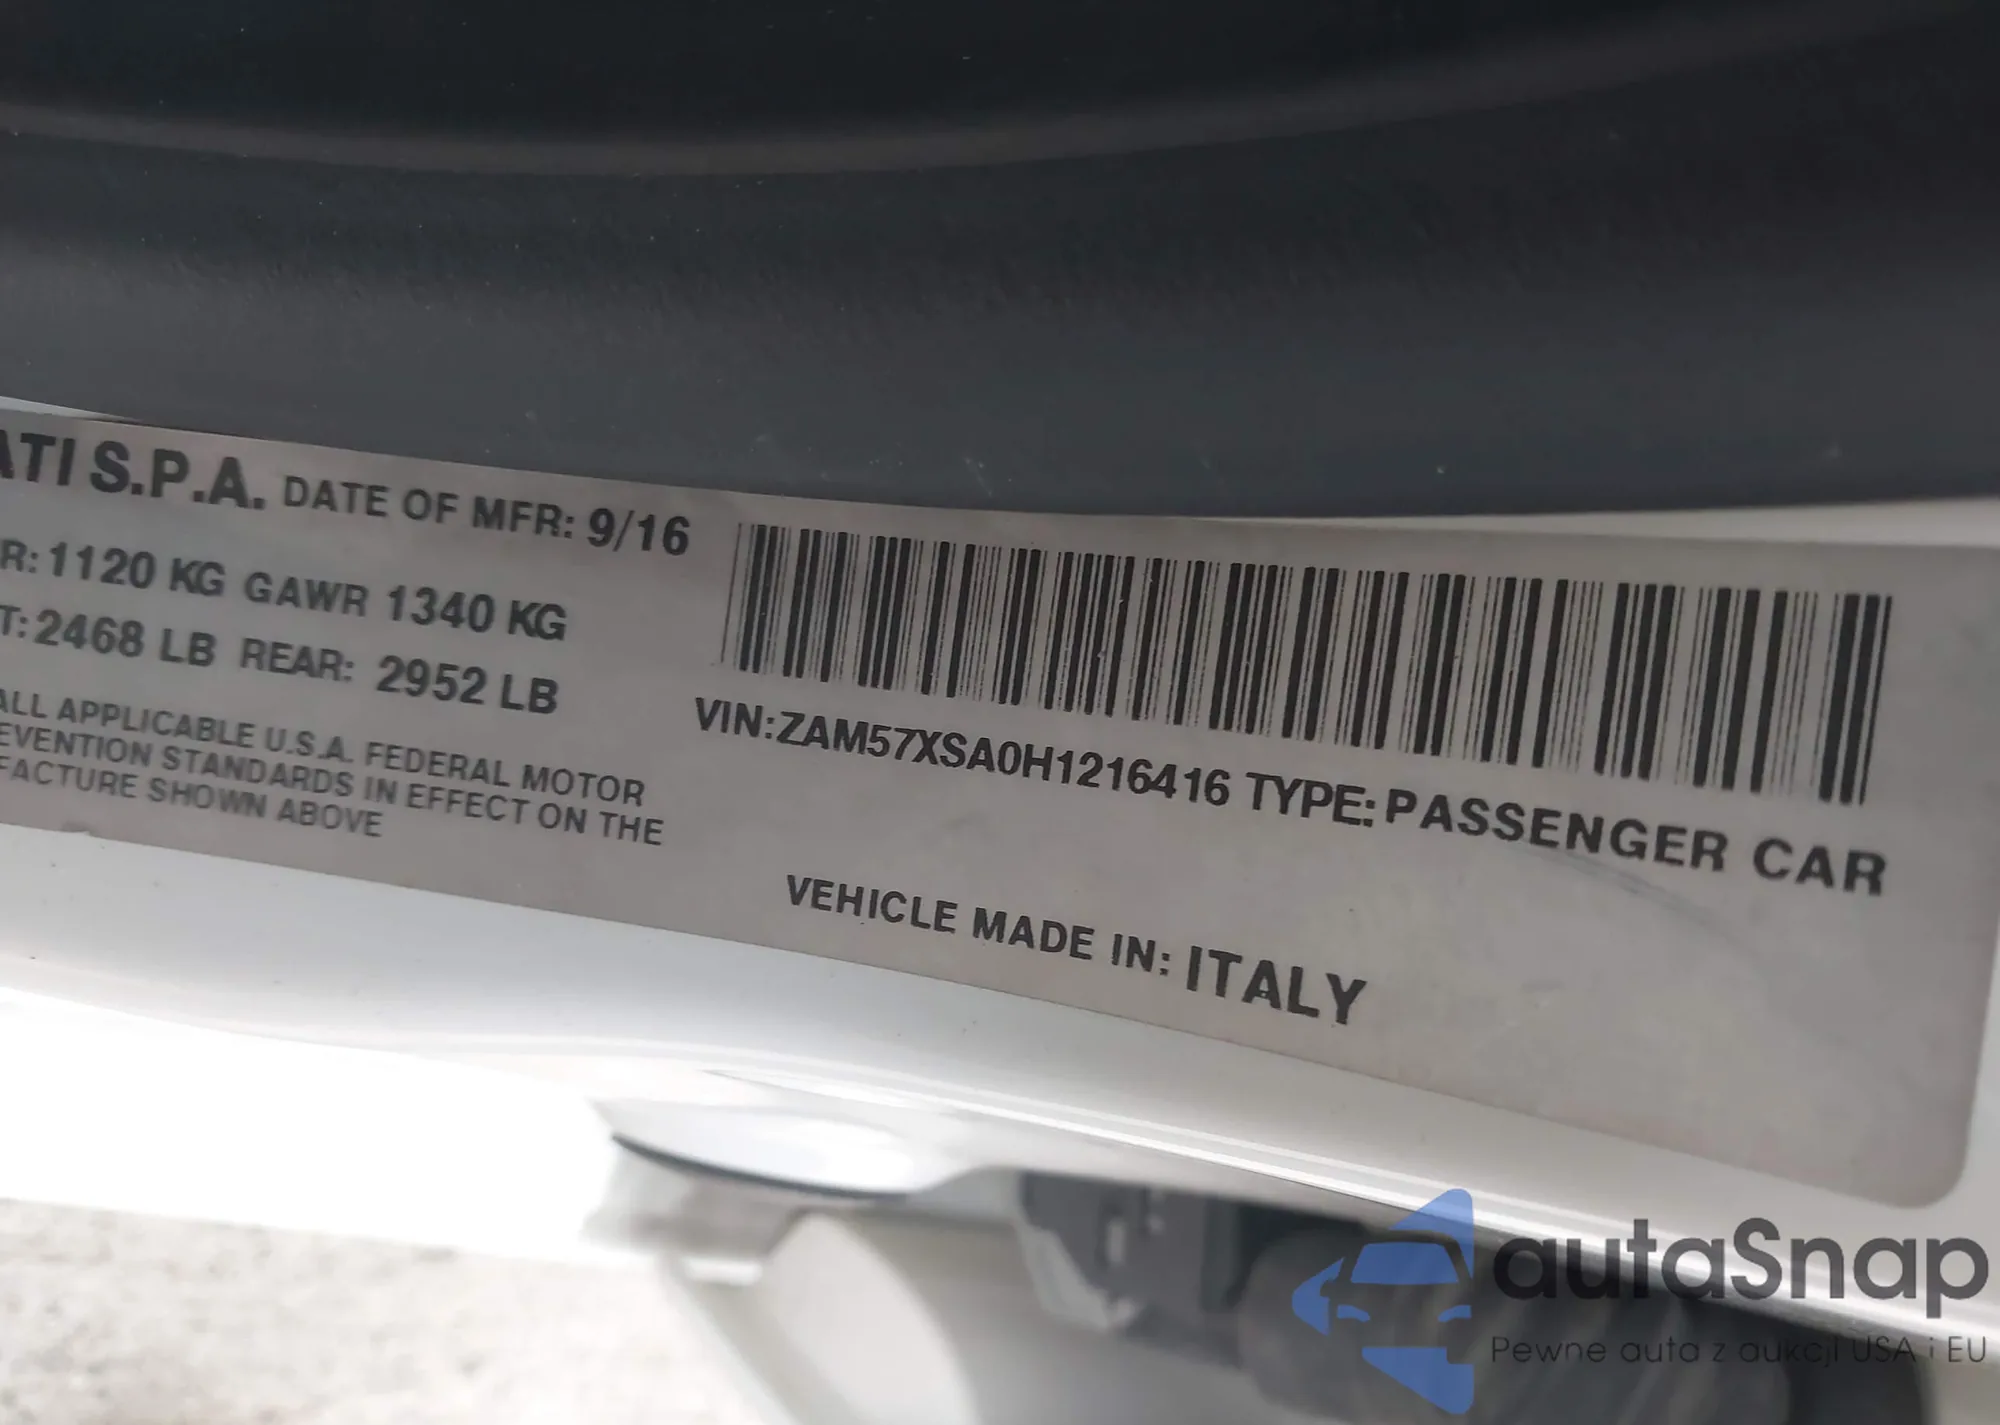 ATI S.P.A. DATE OF MFR: 9/16
R: 1120 KG GAWR 1340 KG
T: 2468 LB REAR: 2952 LB
ALL APPLICABLE U.S.A. FEDERAL MOTOR
EVENTION STANDARDS IN EFFECT ON THE
FACTURE SHOWN ABOVE
VIN:ZAM57XSA0H1216416 TYPE: PASSENGER CAR
VEHICLE MADE IN: ITALY
autaSnap
Pewne auta z aukcji USA i EU